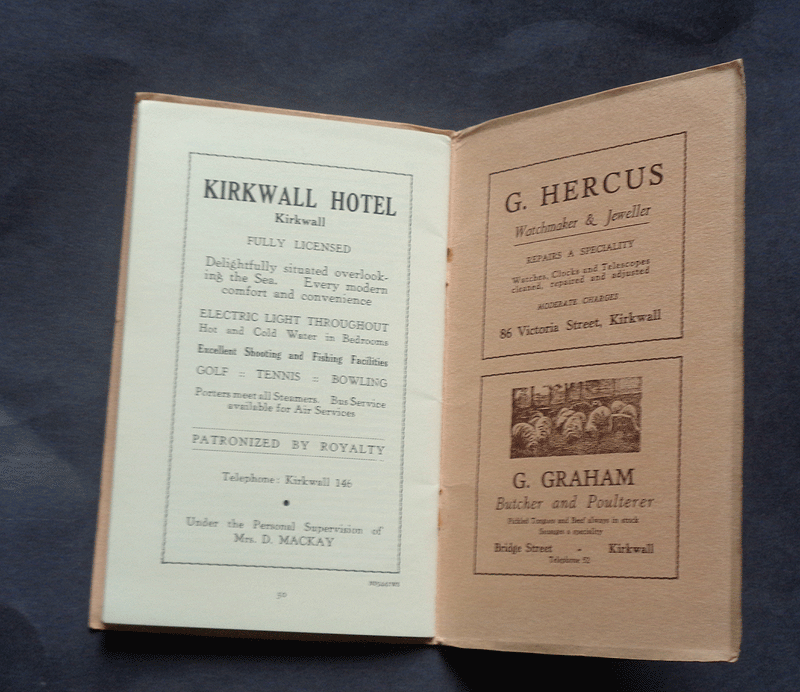 KIRKWALL HOTEL
Kirkwall
FULLY LICENSED
Delightfully situated overlook-
ing the Sea. Every modern
comfort and convenience
ELECTRIC LIGHT THROUGHOUT
Hot and Cold Water in Bedrooms
Excellent Shooting and Fishing Facilities
GOLF = TENNIS = BOWLING
Porters meet all Steamers. Bus Service
available for Air Services
PATRONIZED BY ROYALTY
Telephone: Kirkwall 146
Under the Personal Supervision of
Mrs. D. MACKAY
50
G. HERCUS
Watchmaker & Jeweller
REPAIRS A SPECIALITY
Watches, Clocks and Telescopes
cleaned, repaired and adjusted
MODERATE CHARGES
86 Victoria Street, Kirkwall
G. GRAHAM
Butcher and Poulterer
Pickled Tongues and Beef always in stock
Sausages a speciality
Bridge Street - Kirkwall
Telephone 52